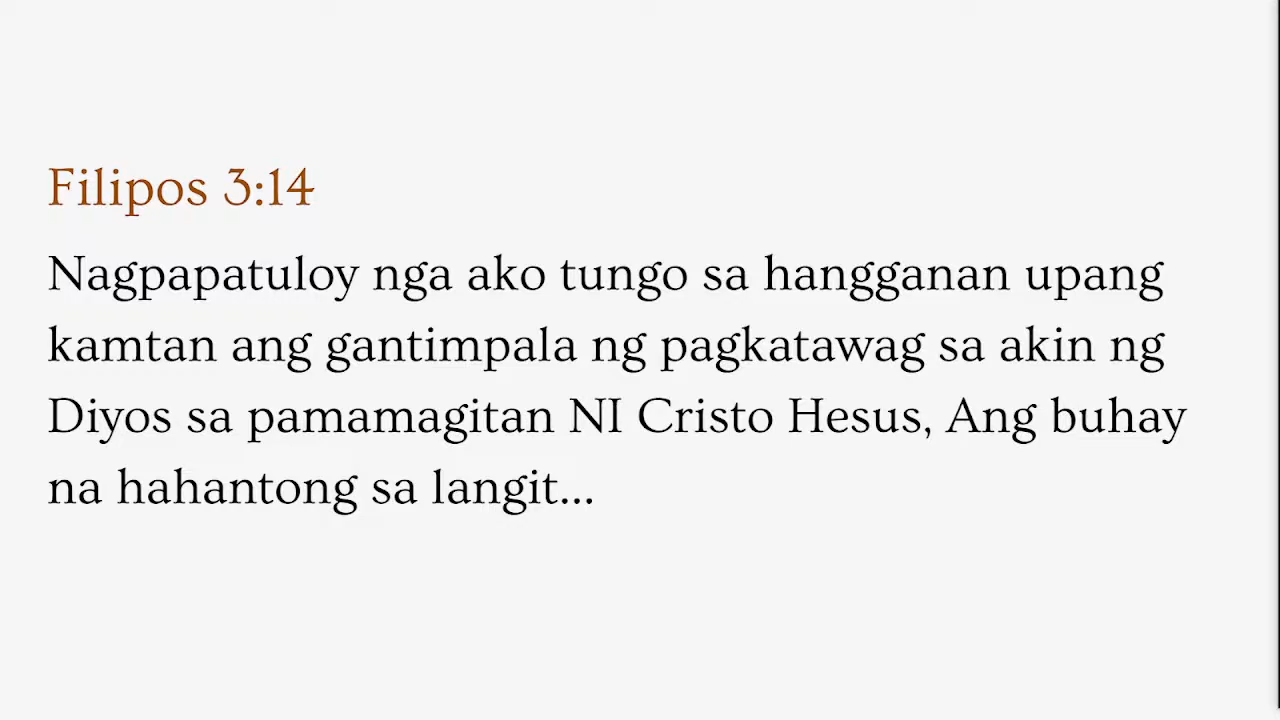 Filipos 3:14
Nagpapatuloy nga ako tungo sa hangganan upang
kamtan ang gantimpala ng pagkatawag sa akin ng
Diyos sa pamamagitan NI Cristo Hesus, Ang buhay
na hahantong sa langit...